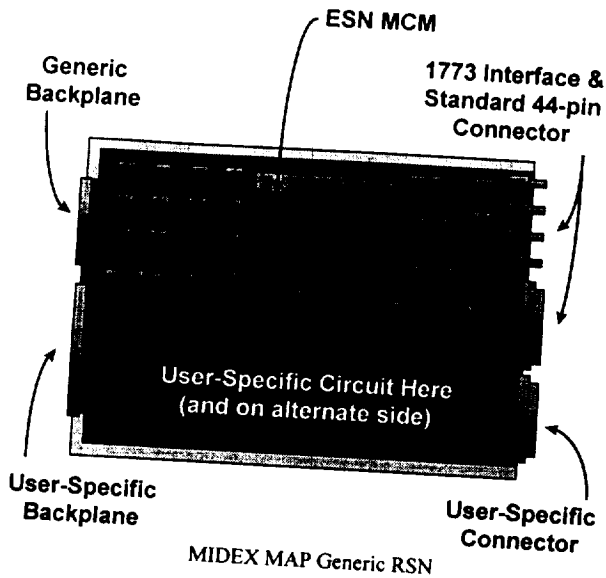 ESN MCM
Generic
Backplane
1773 Interface &
Standard 44-pin
Connector
User-Specific Circuit Here
(and on alternate side)
User-Specific
Backplane
User-Specific
Connector
MIDEX MAP Generic RSN